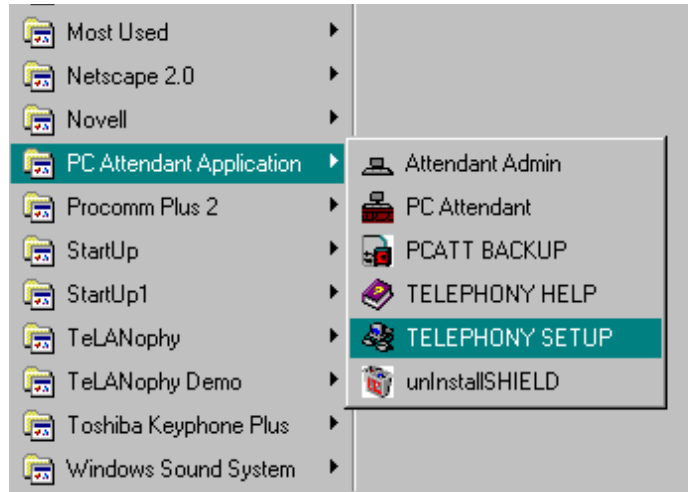 Most Used
Netscape 2.0
Novell
PC Attendant Application
Procomm Plus 2
StartUp
StartUp1
TeLANophy
TeLANophy Demo
Toshiba Keyphone Plus
Windows Sound System
Attendant Admin
PC Attendant
PCATT BACKUP
TELEPHONY HELP
TELEPHONY SETUP
unInstallSHIELD